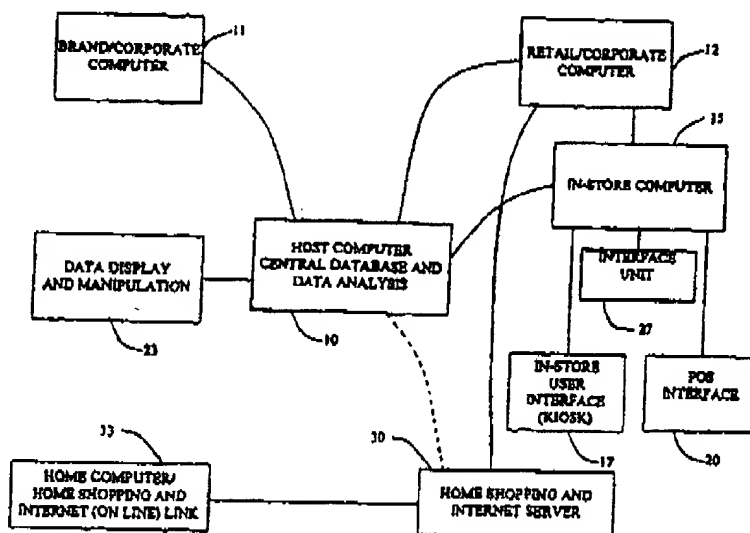 11
BRAND/CORPORATE
COMPUTER
RETAIL/CORPORATE
COMPUTER
12
15
IN-STORE COMPUTER
HOST COMPUTER
CENTRAL DATABASE AND
DATA ANALYSIS
10
DATA DISPLAY
AND MANIPULATION
23
INTERFACE
UNIT
27
IN-STORE
USER
INTERFACE
(KIOSK)
17
POS
INTERFACE
20
33
HOME COMPUTER/
HOME SHOPPING AND
INTERNET (ON LINE) LINK
30
HOME SHOPPING AND
INTERNET SERVER